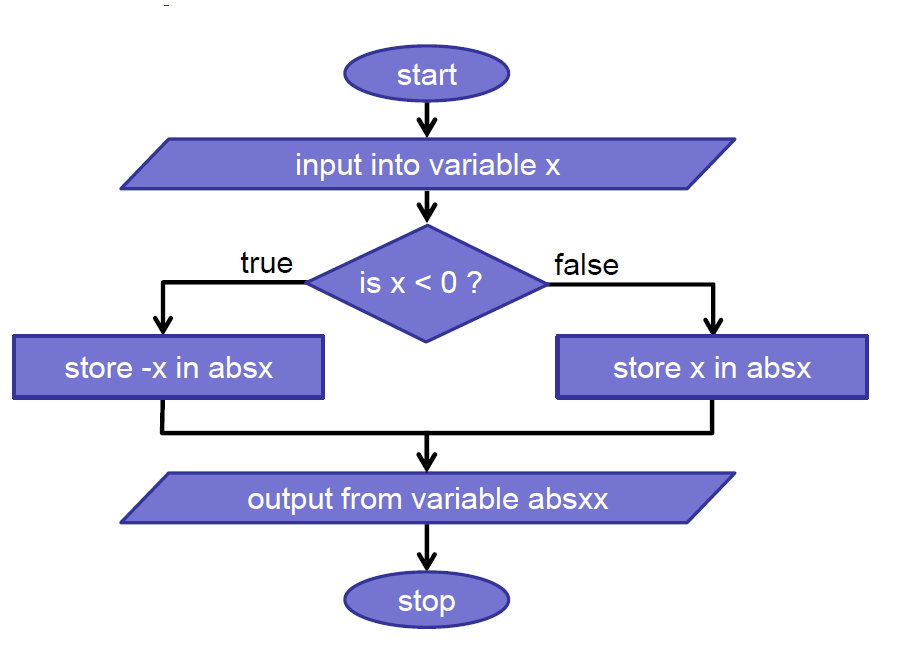 start
input into variable x
true
is x < 0 ?
false
store -x in absx
store x in absx
output from variable absxx
stop